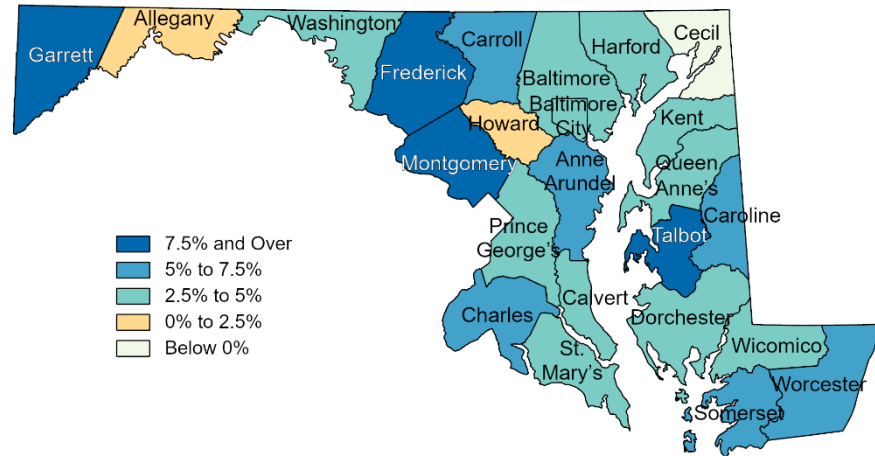 Garrett
Allegany
Washington
Frederick
Carroll
Baltimore
Harford
Cecil
Baltimore
City
Howard
Montgomery
Anne
Arundel
Kent
Queen
Anne's
Caroline
Talbot
Prince
George's
Calvert
Charles
St.
Mary's
Dorchester
Wicomico
Worcester
Somerset
7.5% and Over
5% to 7.5%
2.5% to 5%
0% to 2.5%
Below 0%